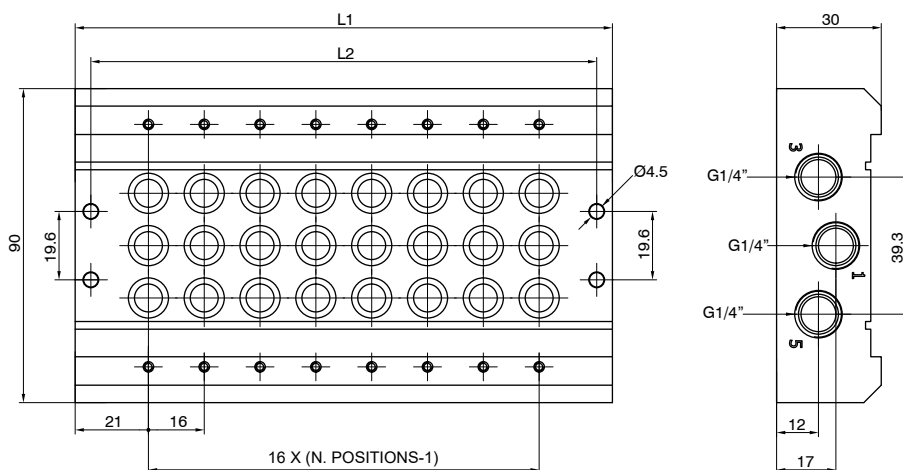 L1
L2
30
90
19.6
Ø4.5
19.6
21
16
16 X (N. POSITIONS-1)
3
G1/4”
G1/4”
1
G1/4”
5
39.3
12
17